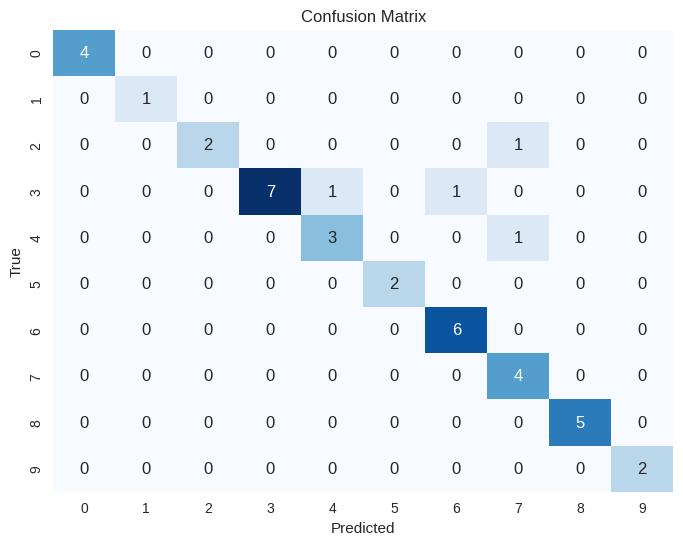 Confusion Matrix
0 4 0 0 0 0 0 0 0 0 0
1 0 1 0 0 0 0 0 0 0 0
2 0 0 2 0 0 0 0 1 0 0
3 0 0 0 7 1 0 1 0 0 0
4 0 0 0 0 3 0 0 1 0 0
True
5 0 0 0 0 0 2 0 0 0 0
6 0 0 0 0 0 0 6 0 0 0
7 0 0 0 0 0 0 0 4 0 0
8 0 0 0 0 0 0 0 0 5 0
9 0 0 0 0 0 0 0 0 0 2
0 1 2 3 4 5 6 7 8 9
Predicted